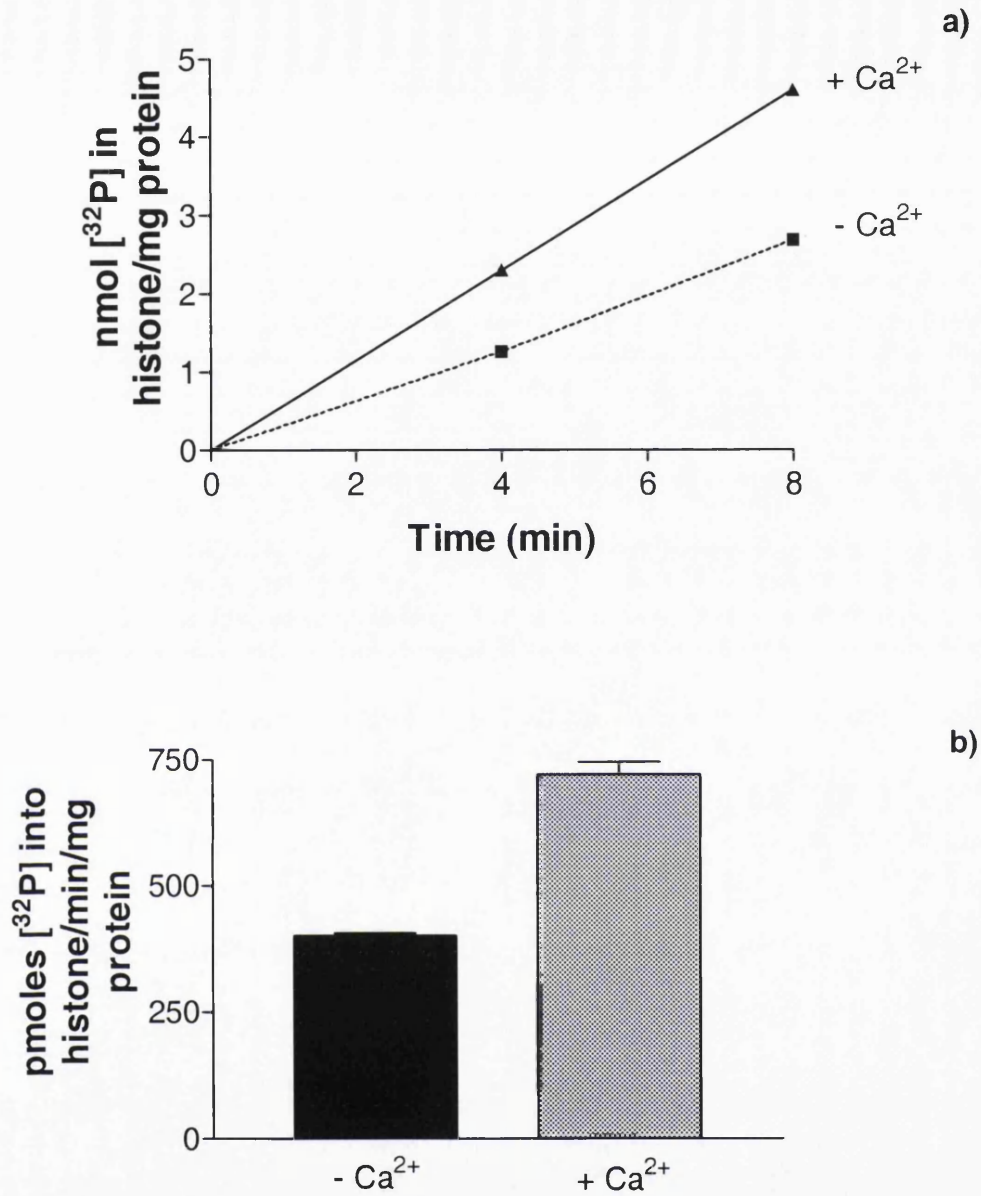 a)
nmol [³²P] in
histone/mg protein
5
4
3
2
1
0
+ Ca²⁺
- Ca²⁺
0 2 4 6 8
Time (min)
b)
pmoles [³²P] into
histone/min/mg
protein
750
500
250
0
- Ca²⁺ + Ca²⁺